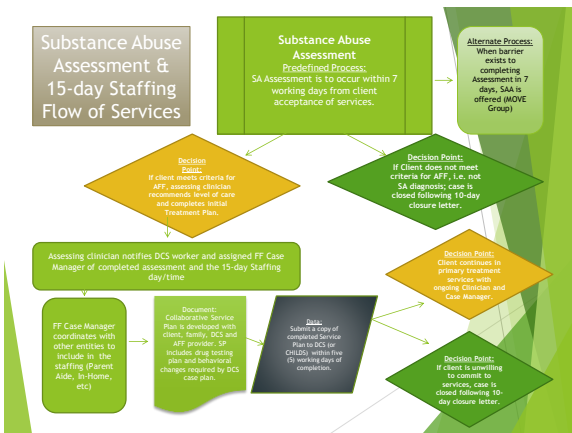 Substance Abuse
Assessment &
15-day Staffing
Flow of Services
Substance Abuse
Assessment
Predefined Process:
SA Assessment is to occur within 7
working days from client
acceptance of services.
Alternate Process:
When barrier
exists to
completing
Assessment in 7
days, SAA is
offered (MOVE
Group)
Decision
Point:
If client meets criteria for
AFF, assessing clinician
recommends level of care
and completes Initial
Treatment Plan.
Decision Point:
If Client does not meet
criteria for AFF, i.e. not
SA diagnosis; case is
closed following 10-day
closure letter.
Assessing clinician notifies DCS worker and assigned FF Case
Manager of completed assessment and the 15-day Staffing
day/time
Decision Point:
Client continues in
primary treatment
services with
ongoing Clinician and
Case Manager.
FF Case Manager
coordinates with
other entities to
include in the
staffing (Parent
Aide, In-Home,
etc)
Document:
Collaborative Service
Plan is developed with
client, family, DCS
and AFF provider. SP
Includes drug testing
plan and behavioral
changes required by DCS
case plan.
Data:
Submit a copy of
completed Service
Plan to DCS (or
CHILDS) within five
(5) working days of
completion.
Decision Point:
If client is unwilling
to commit to
services, case is
closed following 10-
day closure letter.